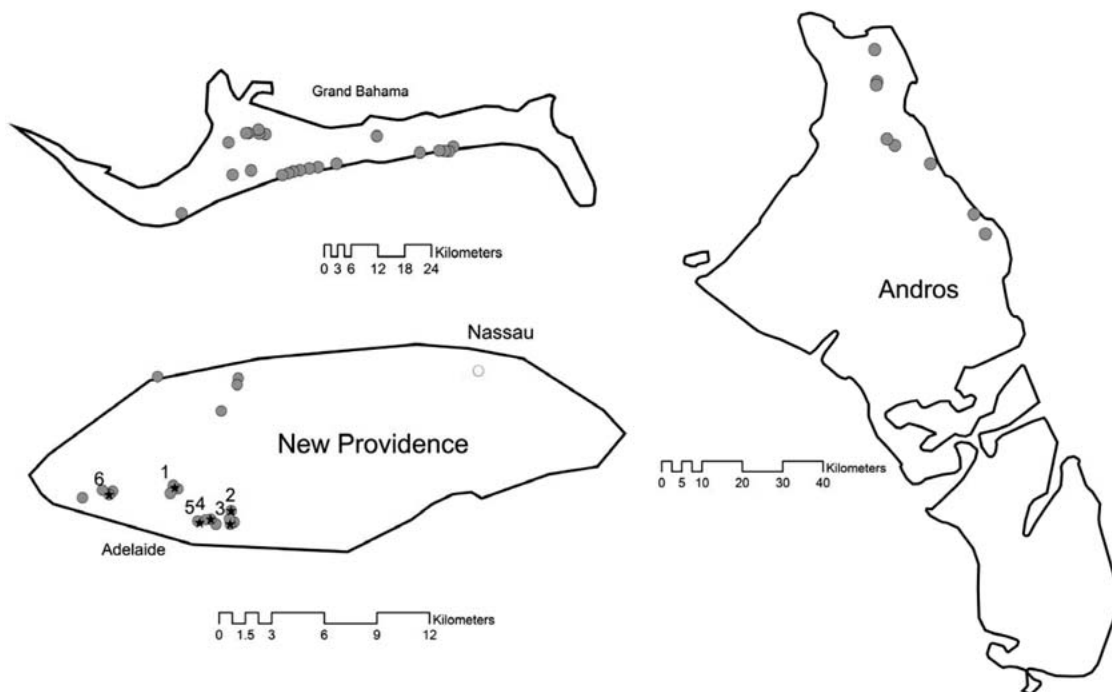 Grand Bahama
Kilometers
0 3 6 12 18 24
Andros
Nassau
New Providence
6
1
2
5 4 3
Adelaide
Kilometers
0 5 10 20 30 40
Kilometers
0 1.5 3 6 9 12